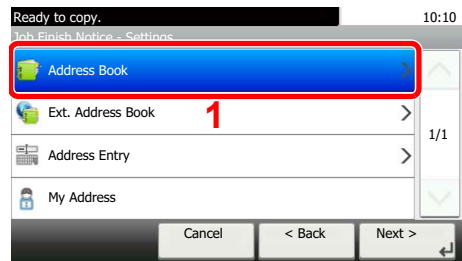 Ready to copy.
10:10
Job Finish Notice - Settings
Address Book
Ext. Address Book
1
1/1
Address Entry
My Address
Cancel
< Back
Next >